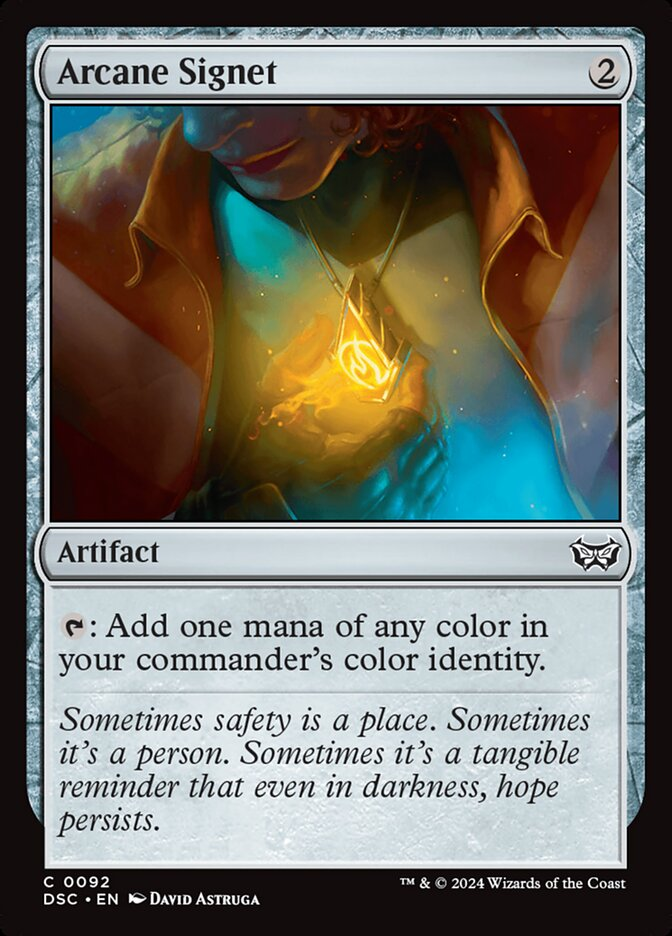 Arcane Signet 2
Artifact
: Add one mana of any color in
your commander's color identity.
Sometimes safety is a place. Sometimes
it's a person. Sometimes it's a tangible
reminder that even in darkness, hope
persists.
C 0092
DSC • EN David Astruga
™ & © 2024 Wizards of the Coast